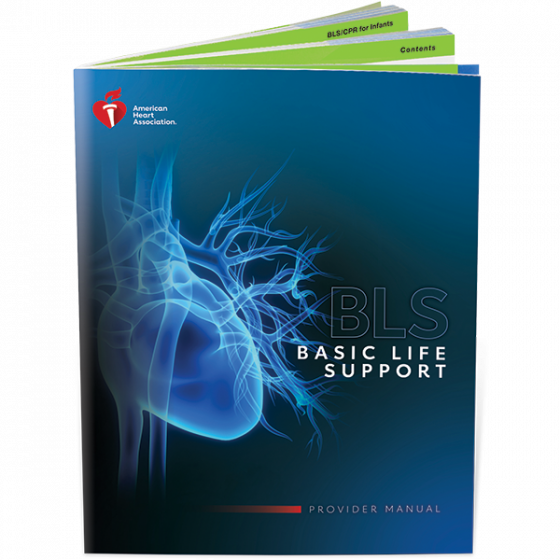 BLS/CPR for Infants
Contents
American
Heart
Association.
BLS
BASIC LIFE
SUPPORT
PROVIDER MANUAL